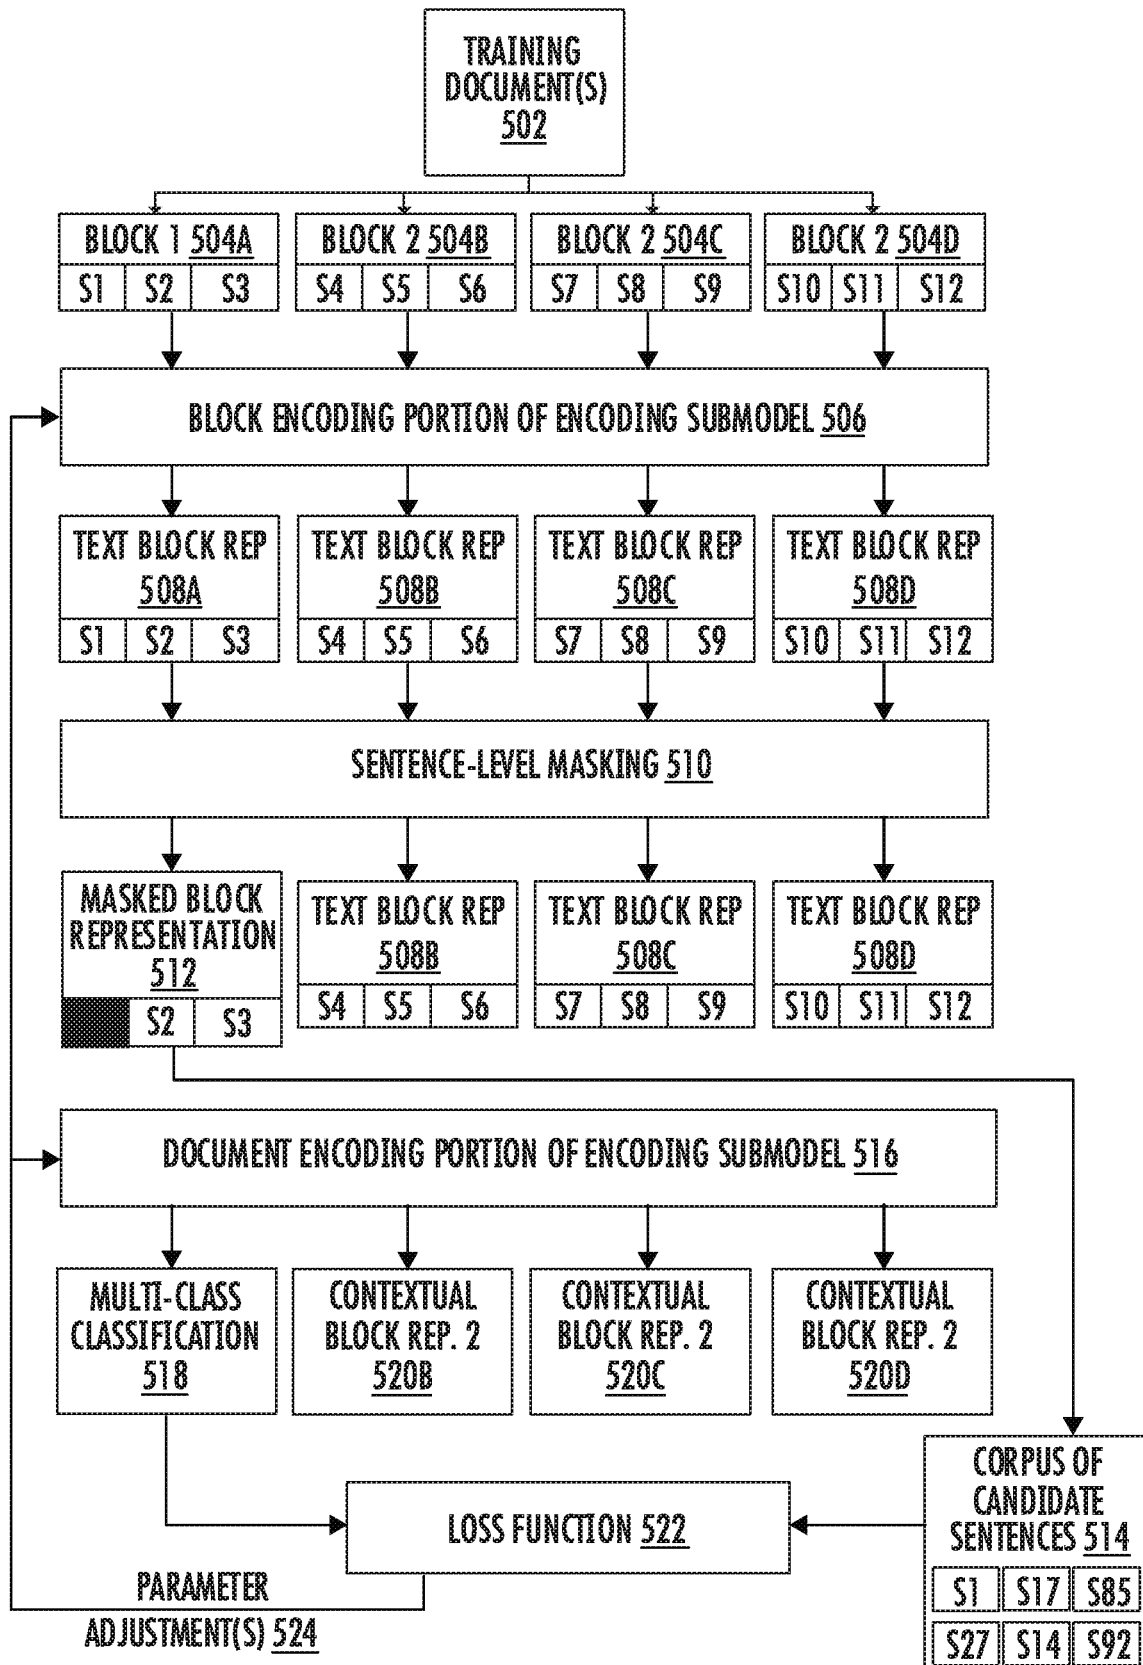 TRAINING
DOCUMENT(S)
502
BLOCK 1 504A
S1 S2 S3
BLOCK 2 504B
S4 S5 S6
BLOCK 2 504C
S7 S8 S9
BLOCK 2 504D
S10 S11 S12
BLOCK ENCODING PORTION OF ENCODING SUBMODEL 506
TEXT BLOCK REP
508A
S1 S2 S3
TEXT BLOCK REP
508B
S4 S5 S6
TEXT BLOCK REP
508C
S7 S8 S9
TEXT BLOCK REP
508D
S10 S11 S12
SENTENCE-LEVEL MASKING 510
MASKED BLOCK
REPRESENTATION
512
S2 S3
TEXT BLOCK REP
508B
S4 S5 S6
TEXT BLOCK REP
508C
S7 S8 S9
TEXT BLOCK REP
508D
S10 S11 S12
DOCUMENT ENCODING PORTION OF ENCODING SUBMODEL 516
MULTI-CLASS
CLASSIFICATION
518
CONTEXTUAL
BLOCK REP. 2
520B
CONTEXTUAL
BLOCK REP. 2
520C
CONTEXTUAL
BLOCK REP. 2
520D
CORPUS OF
CANDIDATE
SENTENCES 514
S1 S17 S85
S27 S14 S92
LOSS FUNCTION 522
PARAMETER
ADJUSTMENT(S) 524